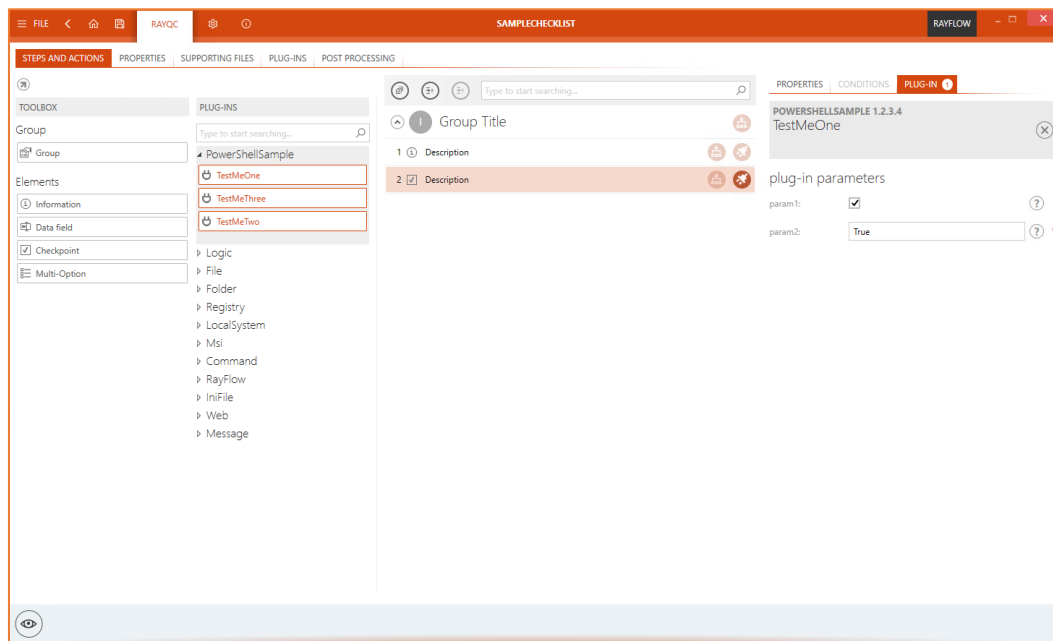 FILE
RAYQC
SAMPLECHECKLIST
RAYFLOW
STEPS AND ACTIONS
PROPERTIES
SUPPORTING FILES
PLUG-INS
POST PROCESSING
TOOLBOX
Group
Group
Elements
Information
Data field
Checkpoint
Multi-Option
PLUG-INS
Type to start searching...
PowerShellSample
TestMeOne
TestMeThree
TestMeTwo
Logic
File
Folder
Registry
LocalSystem
Msi
Command
RayFlow
IniFile
Web
Message
Type to start searching...
I Group Title
1 Description
2 Description
PROPERTIES
CONDITIONS
PLUG-IN 1
POWERSHELLSAMPLE 1.2.3.4
TestMeOne
plug-in parameters
param1:
?
param2: True
?